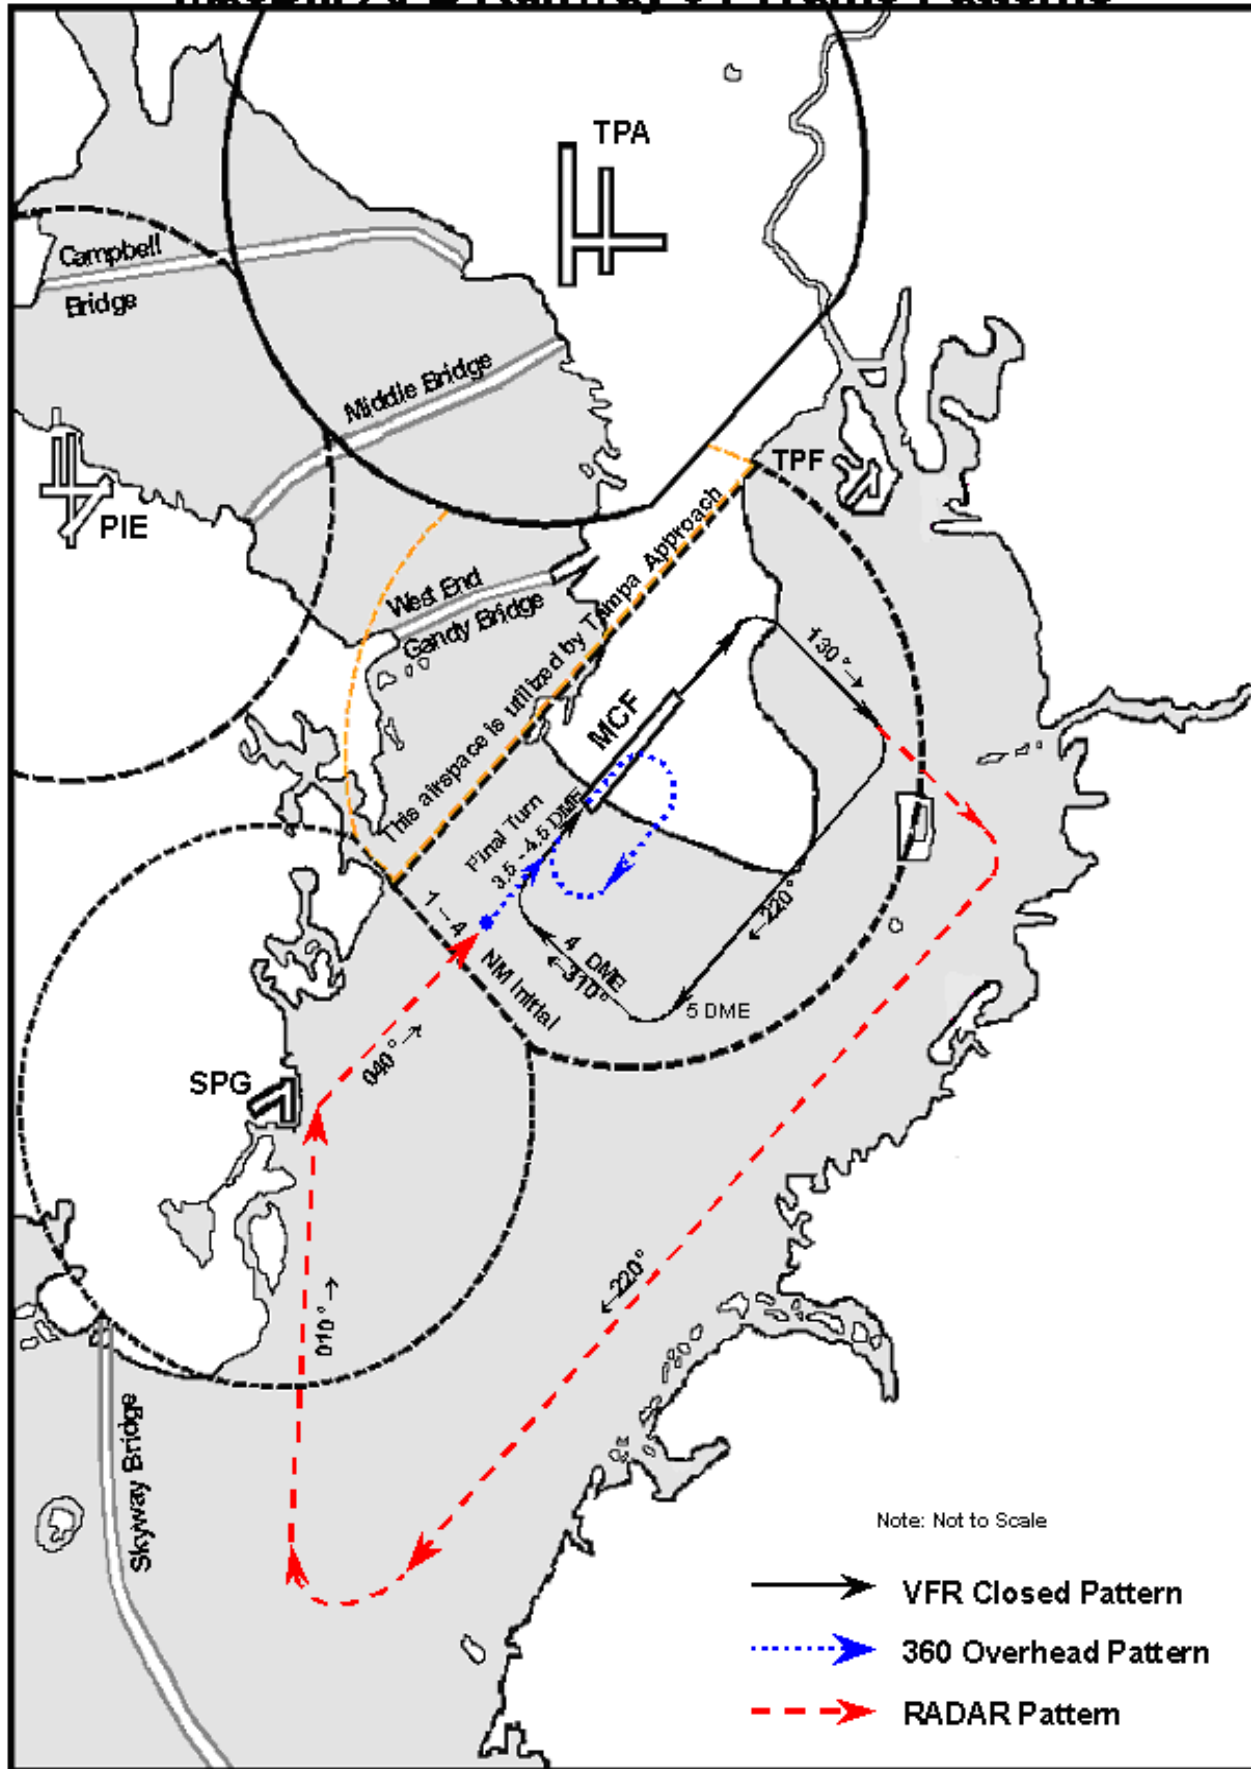 TPA
Campbell
Bridge
Middle Bridge
TPF
PIE
This airspace is utilized by Tampa Approach
West End
Gandy Bridge
130°→
MCF
Final Turn
3.5 - 4.5 DME
1 - 4 NM Initial
←220°
4 DME
←310°
5 DME
040°→
SPG
010°→
←220°
Skyway Bridge
Note: Not to Scale
VFR Closed Pattern
360 Overhead Pattern
RADAR Pattern